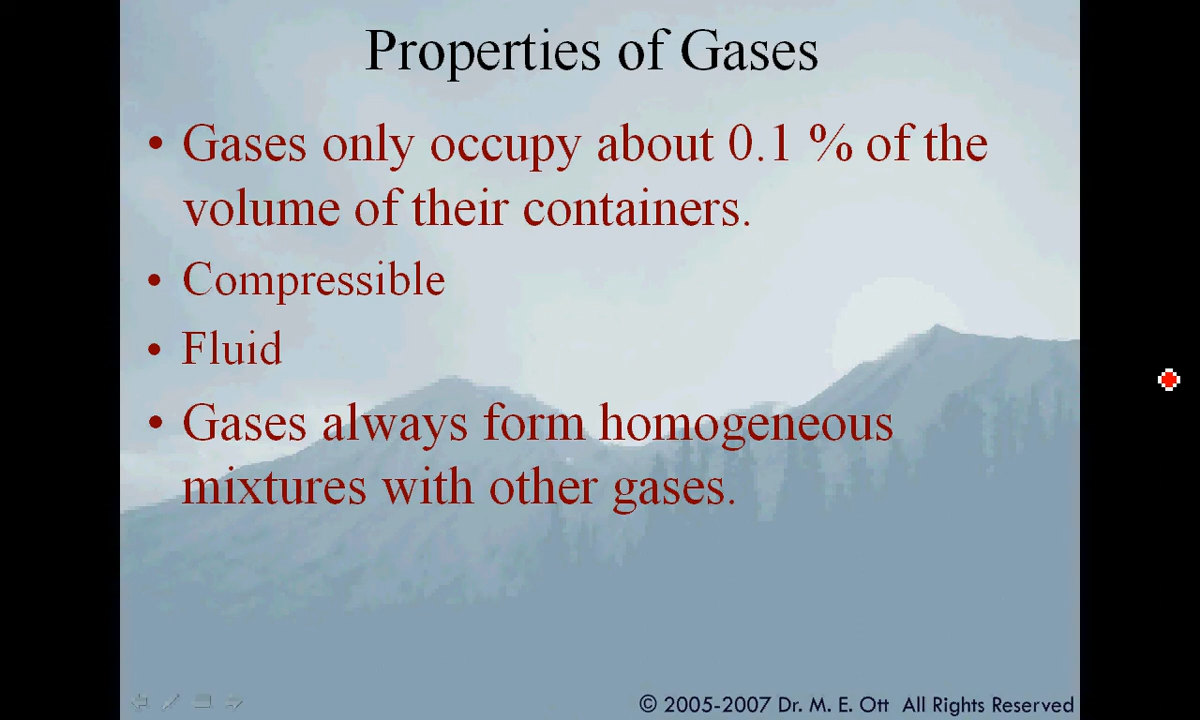 Properties of Gases
• Gases only occupy about 0.1 % of the
volume of their containers.
• Compressible
• Fluid
• Gases always form homogeneous
mixtures with other gases.
© 2005-2007 Dr. M. E. Ott All Rights Reserved